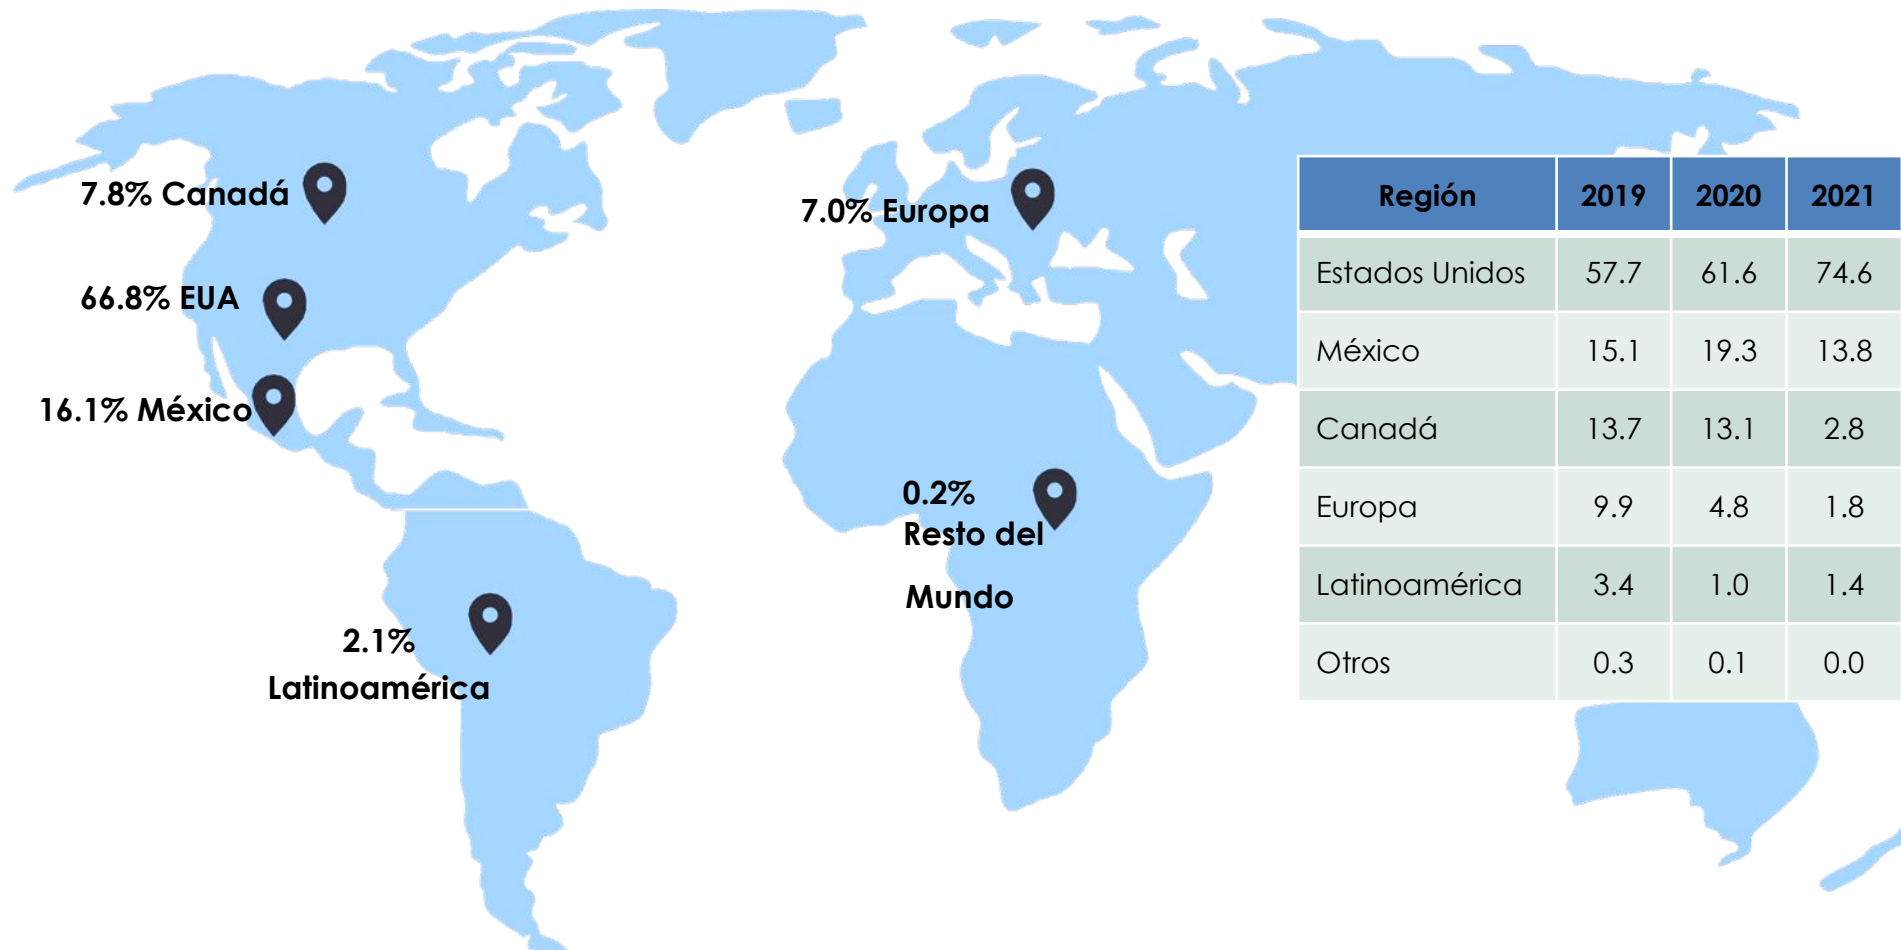 7.8% Canadá
66.8% EUA
16.1% México
2.1%
Latinoamérica
7.0% Europa
0.2%
Resto del
Mundo
Región 2019 2020 2021
Estados Unidos 57.7 61.6 74.6
México 15.1 19.3 13.8
Canadá 13.7 13.1 2.8
Europa 9.9 4.8 1.8
Latinoamérica 3.4 1.0 1.4
Otros 0.3 0.1 0.0